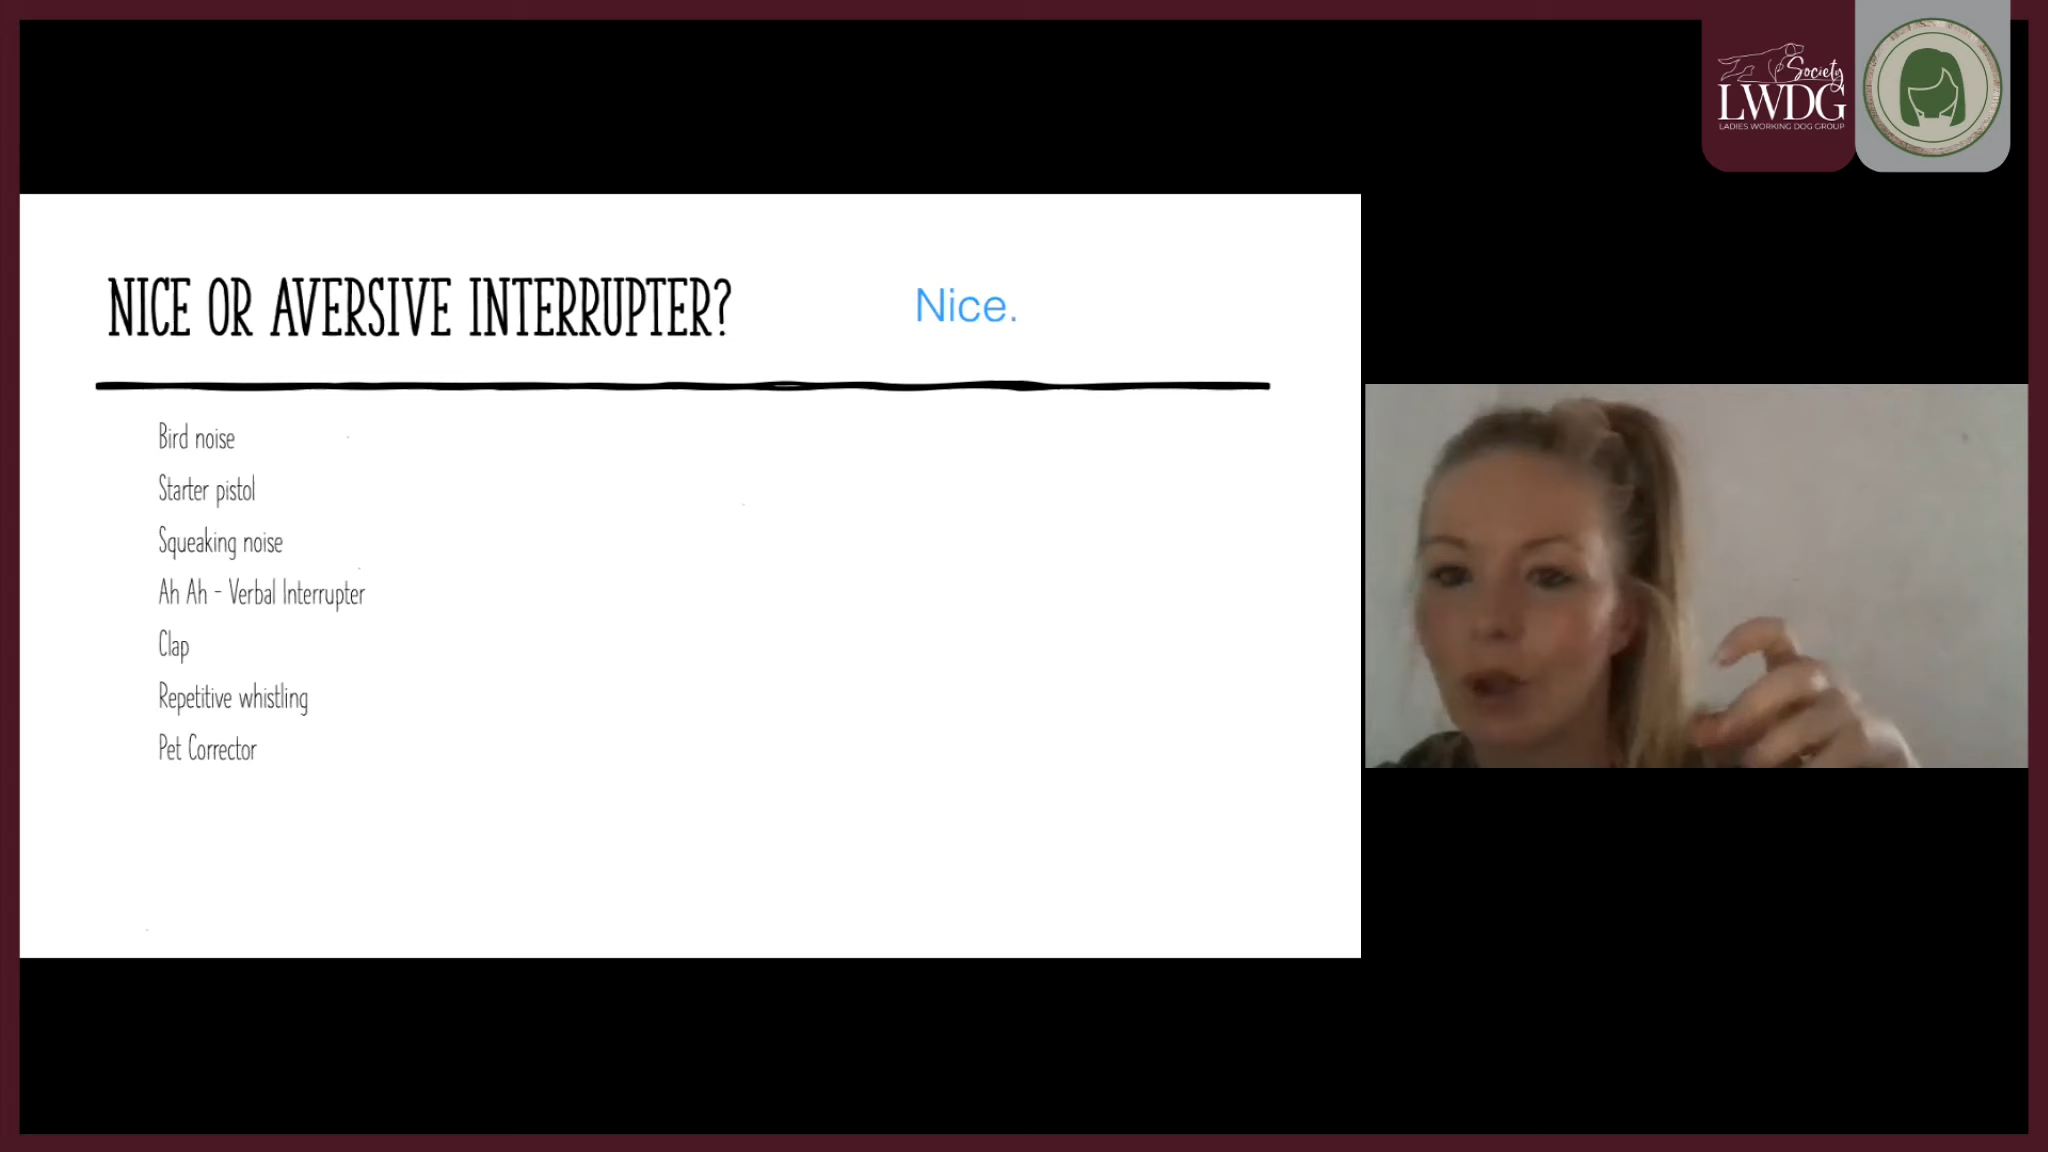 Society
LWDG
LADIES WORKING DOG GROUP
NICE OR AVERSIVE INTERRUPTER?
Nice.
Bird noise
Starter pistol
Squeaking noise
Ah Ah - Verbal Interrupter
Clap
Repetitive whistling
Pet Corrector